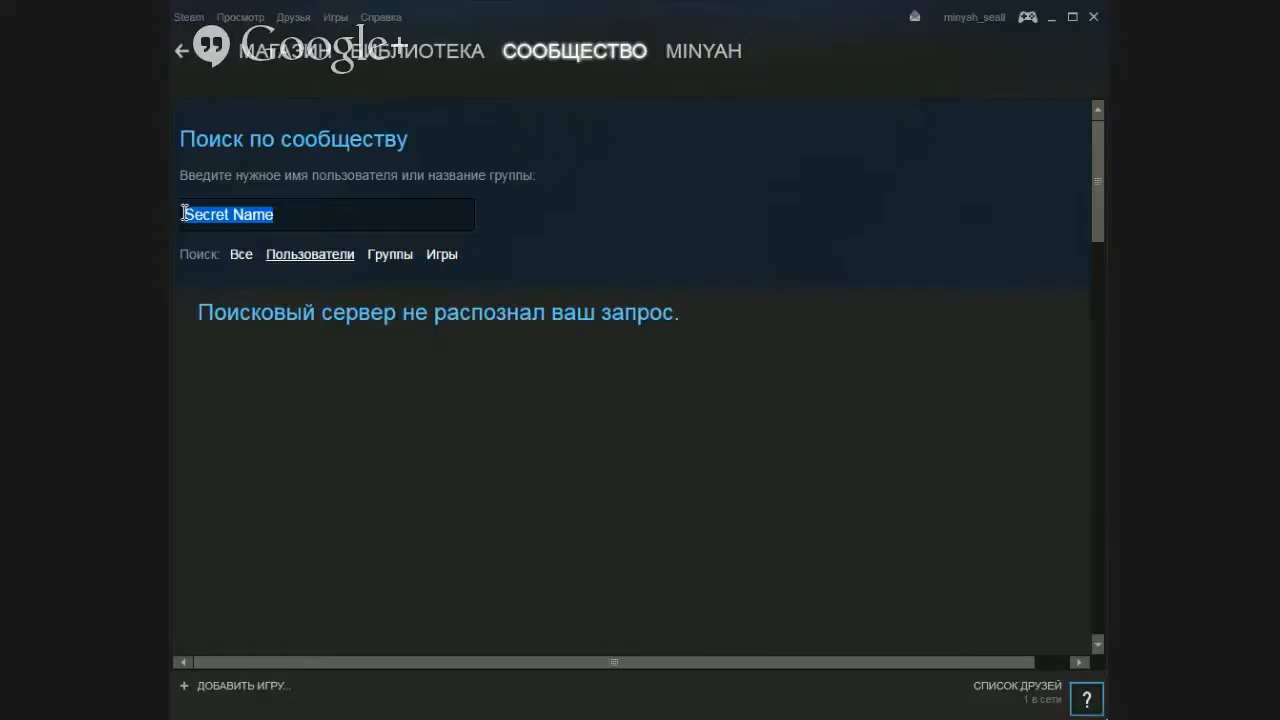 Steam Просмотр Друзья Игры Справка minyah_seall
Google+
МАГАЗИН БИБЛИОТЕКА СООБЩЕСТВО MINYAH
Поиск по сообществу
Введите нужное имя пользователя или название группы:
Secret Name
Поиск: Все Пользователи Группы Игры
Поисковый сервер не распознал ваш запрос.
+ ДОБАВИТЬ ИГРУ... СПИСОК ДРУЗЕЙ
1 в сети ?